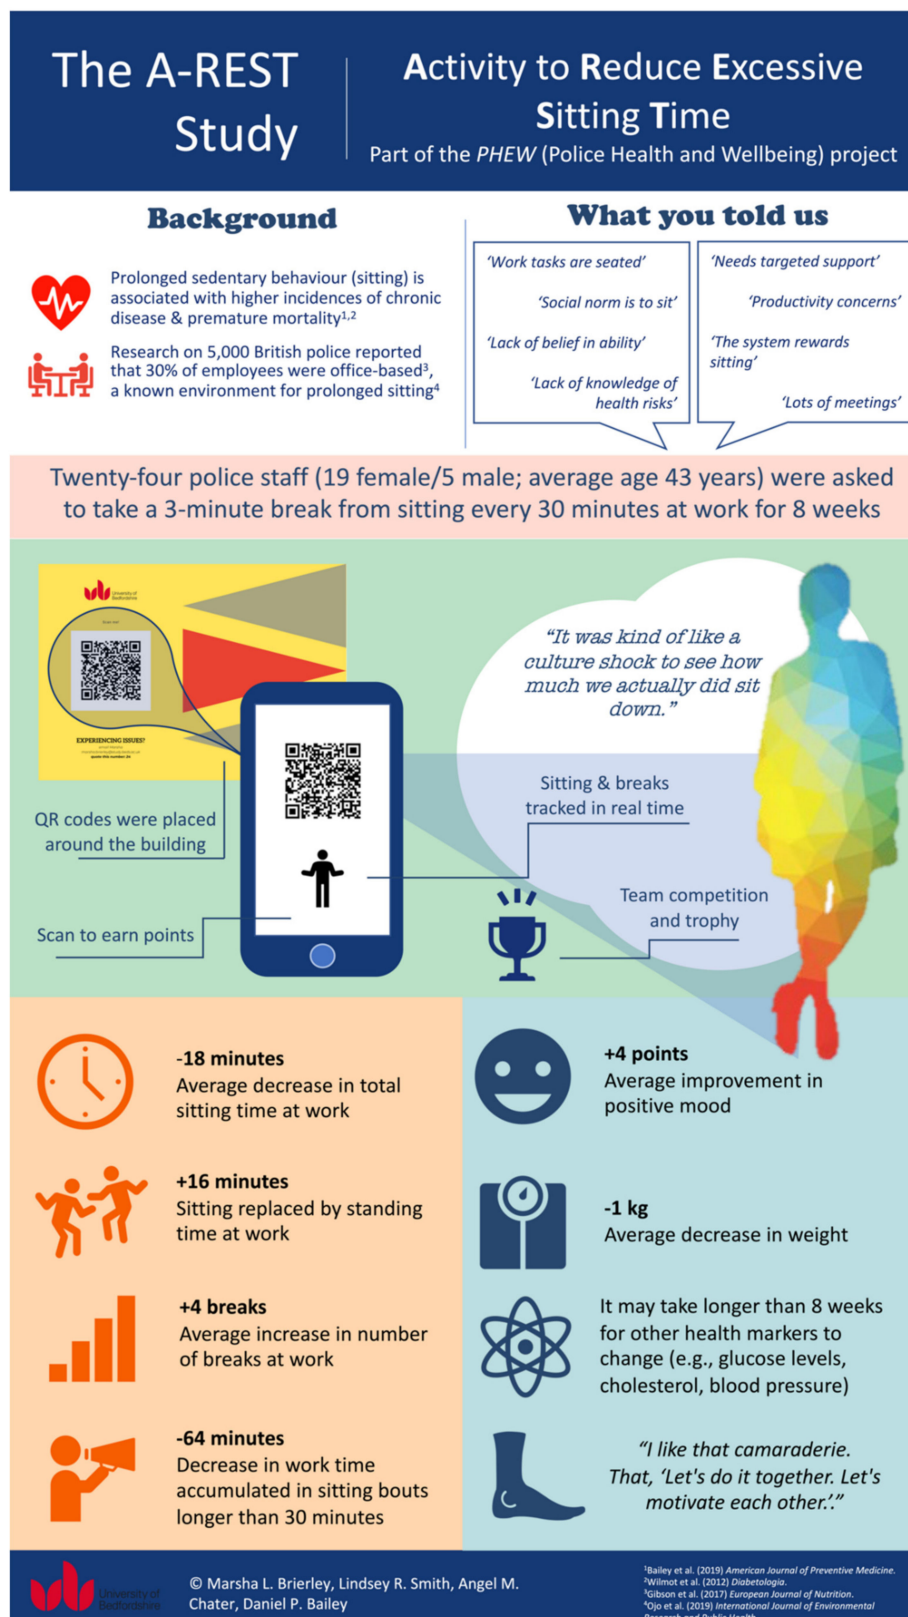 The A-REST
Study
Activity to Reduce Excessive
Sitting Time
Part of the PHEW (Police Health and Wellbeing) project
Background
Prolonged sedentary behaviour (sitting) is
associated with higher incidences of chronic
disease & premature mortality1,2
Research on 5,000 British police reported
that 30% of employees were office-based3,
a known environment for prolonged sitting4
What you told us
‘Work tasks are seated’
‘Social norm is to sit’
‘Lack of belief in ability’
‘Lack of knowledge of
health risks’
‘Needs targeted support’
‘Productivity concerns’
‘The system rewards
sitting’
‘Lots of meetings’
Twenty-four police staff (19 female/5 male; average age 43 years) were asked
to take a 3-minute break from sitting every 30 minutes at work for 8 weeks
University of
Bedfordshire
EXPERIENCING ISSUES?
quote this number: 24
QR codes were placed
around the building
Scan to earn points
“It was kind of like a
culture shock to see how
much we actually did sit
down.”
Sitting & breaks
tracked in real time
Team competition
and trophy
-18 minutes
Average decrease in total
sitting time at work
+16 minutes
Sitting replaced by standing
time at work
+4 breaks
Average increase in number
of breaks at work
-64 minutes
Decrease in work time
accumulated in sitting bouts
longer than 30 minutes
+4 points
Average improvement in
positive mood
-1 kg
Average decrease in weight
It may take longer than 8 weeks
for other health markers to
change (e.g., glucose levels,
cholesterol, blood pressure)
“I like that camaraderie.
That, ‘Let's do it together. Let's
motivate each other.’.”
University of
Bedfordshire
© Marsha L. Brierley, Lindsey R. Smith, Angel M.
Chater, Daniel P. Bailey
1Bailey et al. (2019) American Journal of Preventive Medicine.
2Wilmot et al. (2012) Diabetologia.
3Gibson et al. (2017) European Journal of Nutrition.
4Ojo et al. (2019) International Journal of Environmental
Research and Public Health.